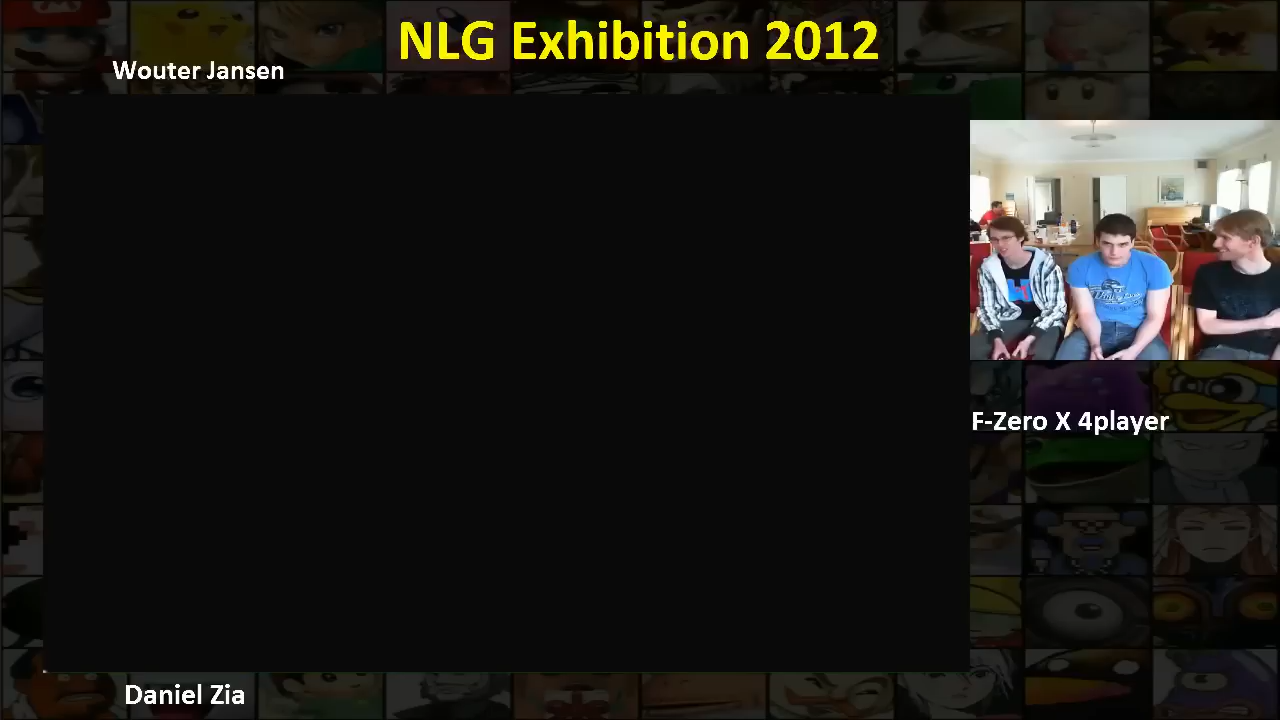 NLG Exhibition 2012
Wouter Jansen
F-Zero X 4player
Daniel Zia